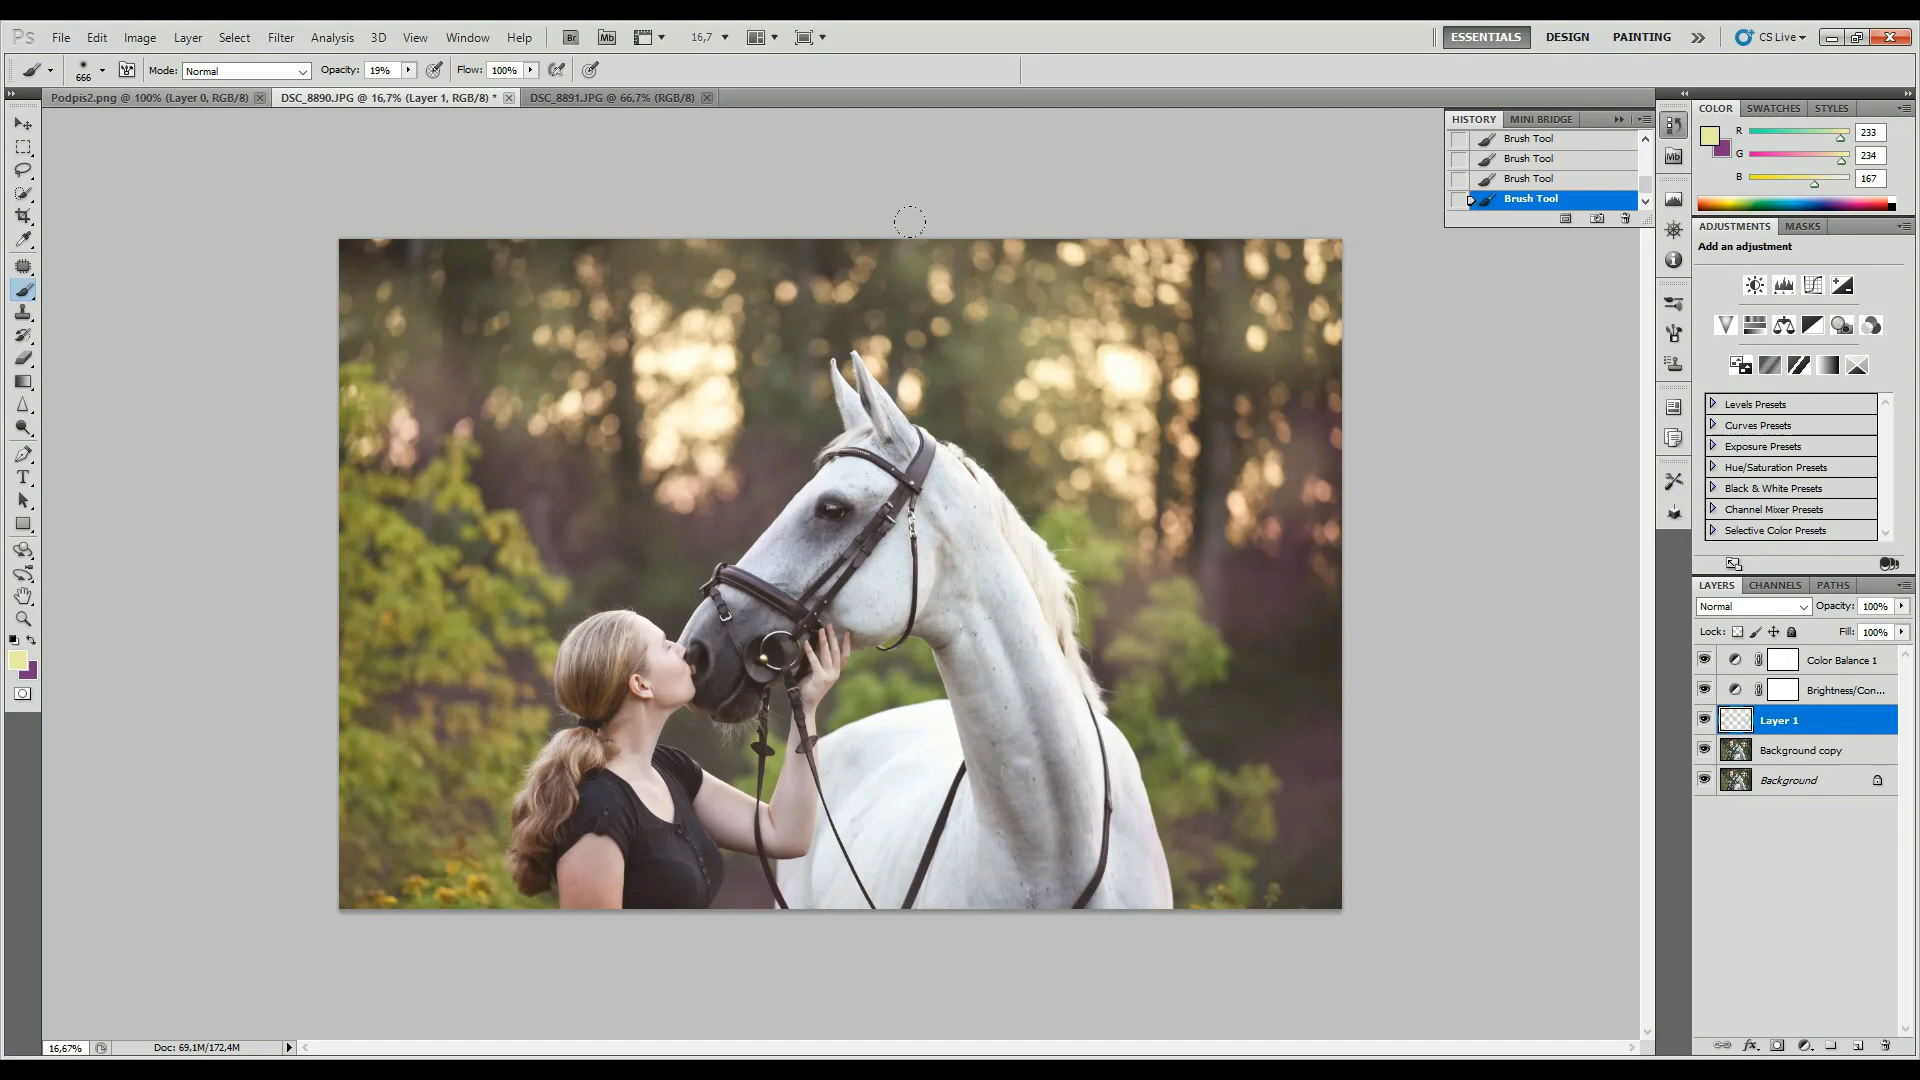 Ps File Edit Image Layer Select Filter Analysis 3D View Window Help Br Mb 16,7 ESSENTIALS DESIGN PAINTING CS Live
666 Mode: Normal Opacity: 19% Flow: 100%
Podpis2.png @ 100% (Layer 0, RGB/8) DSC_8890.JPG @ 16,7% (Layer 1, RGB/8) * DSC_8891.JPG @ 66,7% (RGB/8)
HISTORY MINI BRIDGE
Brush Tool
Brush Tool
Brush Tool
Brush Tool
Mb
COLOR SWATCHES STYLES
R 233
G 234
B 167
ADJUSTMENTS MASKS
Add an adjustment
Levels Presets
Curves Presets
Exposure Presets
Hue/Saturation Presets
Black & White Presets
Channel Mixer Presets
Selective Color Presets
LAYERS CHANNELS PATHS
Normal Opacity: 100%
Lock: Fill: 100%
Color Balance 1
Brightness/Con...
Layer 1
Background copy
Background
16,67% Doc: 69,1M/172,4M